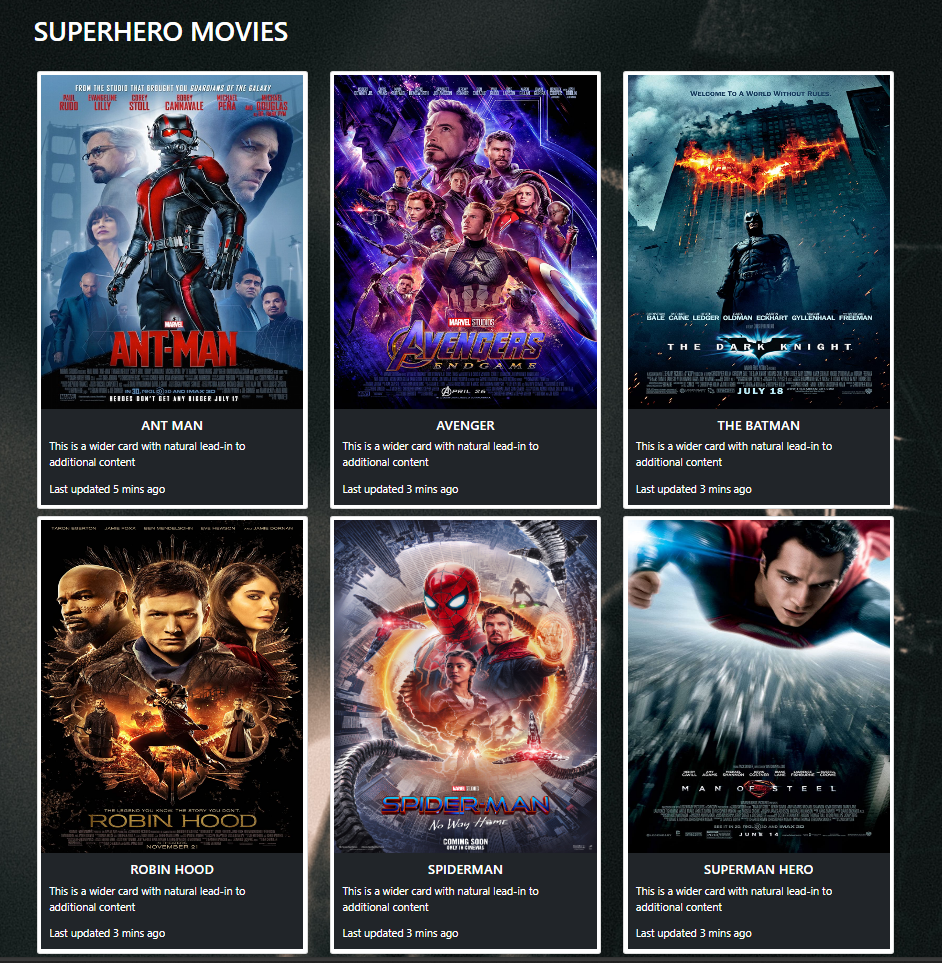 SUPERHERO MOVIES
FROM THE STUDIO THAT BROUGHT YOU GUARDIANS OF THE GALAXY
PAUL RUDD EVANGELINE LILLY COREY STOLL BOBBY CANNAVALE MICHAEL PEÑA AND MICHAEL DOUGLAS
MARVEL
ANT-MAN
HEROES DON'T GET ANY BIGGER JULY 17
ANT MAN
This is a wider card with natural lead-in to
additional content
Last updated 5 mins ago
MARVEL STUDIOS
AVENGERS
ENDGAME
APRIL 26
AVENGER
This is a wider card with natural lead-in to
additional content
Last updated 3 mins ago
WELCOME TO A WORLD WITHOUT RULES.
BALE CAINE LEDGER OLDMAN ECKHART GYLLENHAAL FREEMAN
THE DARK KNIGHT
JULY 18
THE BATMAN
This is a wider card with natural lead-in to
additional content
Last updated 3 mins ago
TARON EGERTON JAMIE FOXX BEN MENDELSOHN EVE HEWSON AND JAMIE DORNAN
THE LEGEND YOU KNOW. THE STORY YOU DON'T.
ROBIN HOOD
NOVEMBER 21
ROBIN HOOD
This is a wider card with natural lead-in to
additional content
Last updated 3 mins ago
MARVEL STUDIOS
SPIDER-MAN
NO WAY HOME
COMING SOON
ONLY IN CINEMAS
SPIDERMAN
This is a wider card with natural lead-in to
additional content
Last updated 3 mins ago
MAN OF STEEL
JUNE 14
SUPERMAN HERO
This is a wider card with natural lead-in to
additional content
Last updated 3 mins ago